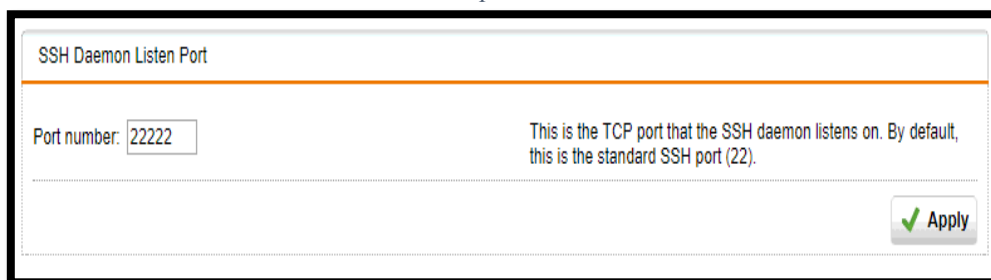 SSH Daemon Listen Port
Port number: 22222
This is the TCP port that the SSH daemon listens on. By default,
this is the standard SSH port (22).
Apply